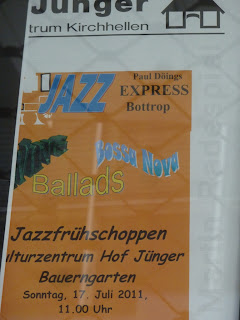 Jünger
trum Kirchhellen
JAZZ
Paul Döings
EXPRESS
Bottrop
Bossa Nova
Ballads
Jazzfrühschoppen
ulturzentrum Hof Jünger
Bauerngarten
Sonntag, 17. Juli 2011,
11.00 Uhr